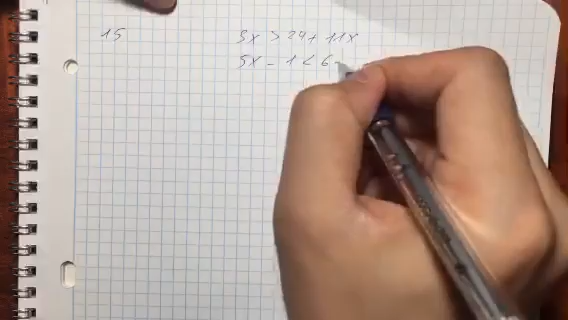 15
3x > 24 + 11x
5x - 1 < 6 -